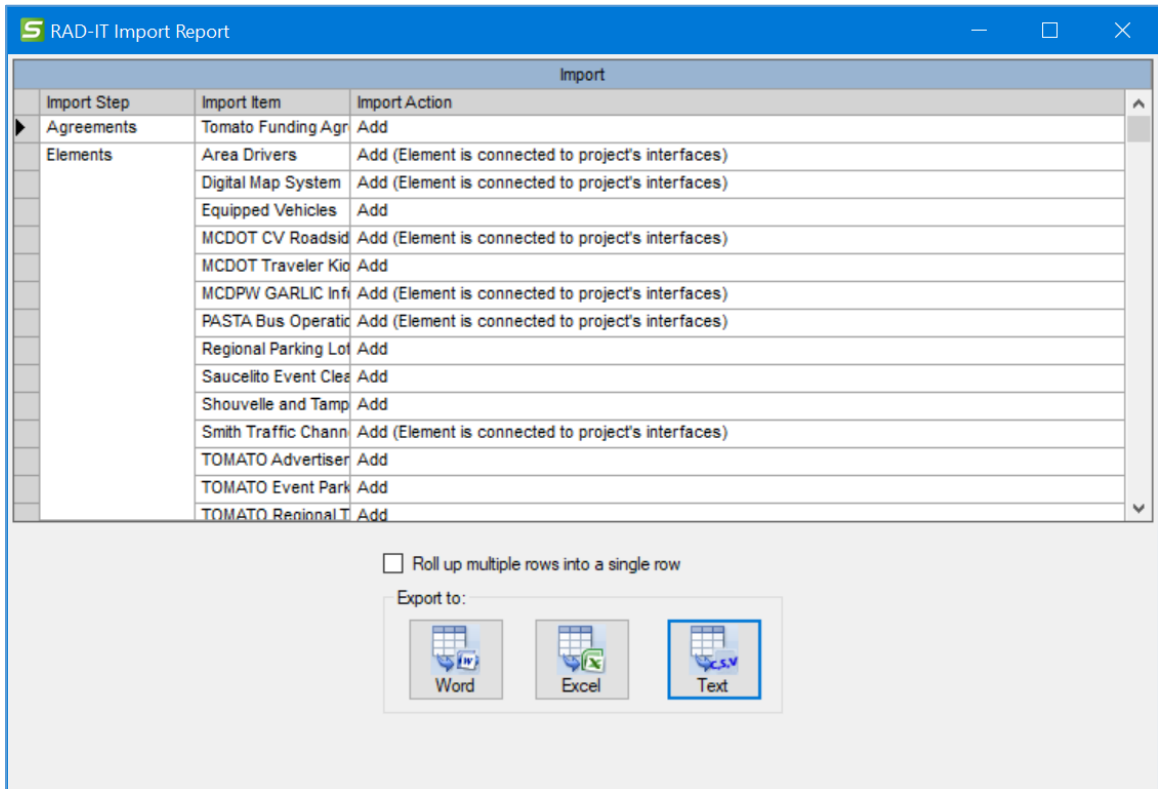 RAD-IT Import Report
Import
Import Step Import Item Import Action
Agreements Tomato Funding Agr Add
Elements Area Drivers Add (Element is connected to project's interfaces)
Digital Map System Add (Element is connected to project's interfaces)
Equipped Vehicles Add
MCDOT CV Roadsid Add (Element is connected to project's interfaces)
MCDOT Traveler Kio Add
MCDPW GARLIC Info Add (Element is connected to project's interfaces)
PASTA Bus Operatio Add (Element is connected to project's interfaces)
Regional Parking Lot Add
Saucelito Event Clea Add
Shouvelle and Tamp Add
Smith Traffic Chann Add (Element is connected to project's interfaces)
TOMATO Advertiser Add
TOMATO Event Park Add
TOMATO Regional T Add
Roll up multiple rows into a single row
Export to:
Word Excel Text